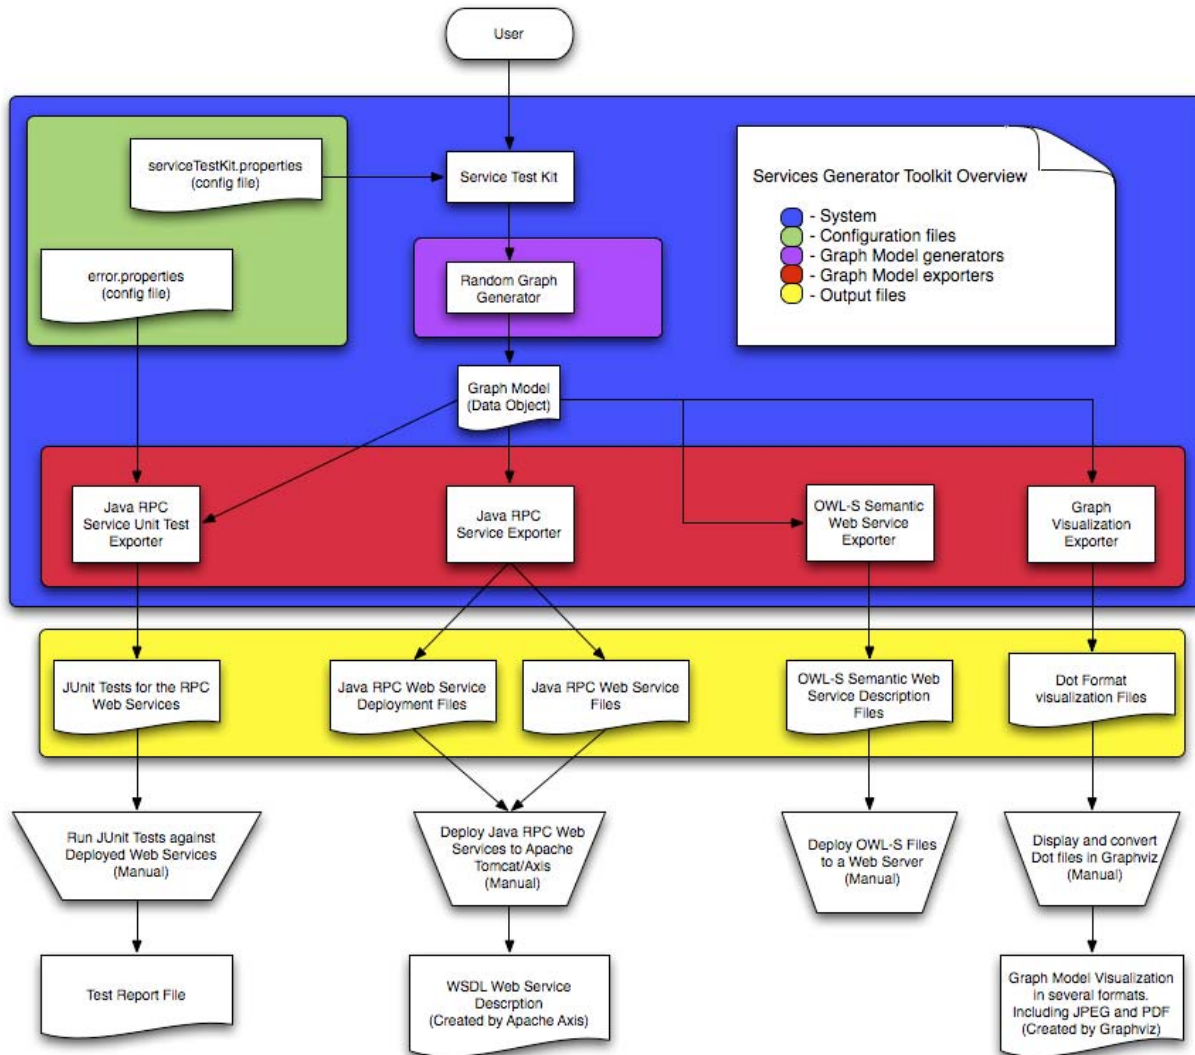 User
serviceTestKit.properties
(config file)
Service Test Kit
Services Generator Toolkit Overview
- System
- Configuration files
- Graph Model generators
- Graph Model exporters
- Output files
error.properties
(config file)
Random Graph
Generator
Graph Model
(Data Object)
Java RPC
Service Unit Test
Exporter
Java RPC
Service Exporter
OWL-S Semantic
Web Service
Exporter
Graph
Visualization
Exporter
JUnit Tests for the RPC
Web Services
Java RPC Web Service
Deployment Files
Java RPC Web Service
Files
OWL-S Semantic Web
Service Description
Files
Dot Format
visualization Files
Run JUnit Tests against
Deployed Web Services
(Manual)
Deploy Java RPC Web
Services to Apache
Tomcat/Axis
(Manual)
Deploy OWL-S Files
to a Web Server
(Manual)
Display and convert
Dot files in Graphviz
(Manual)
Test Report File
WSDL Web Service
Descrption
(Created by Apache Axis)
Graph Model Visualization
in several formats.
Including JPEG and PDF
(Created by Graphviz)